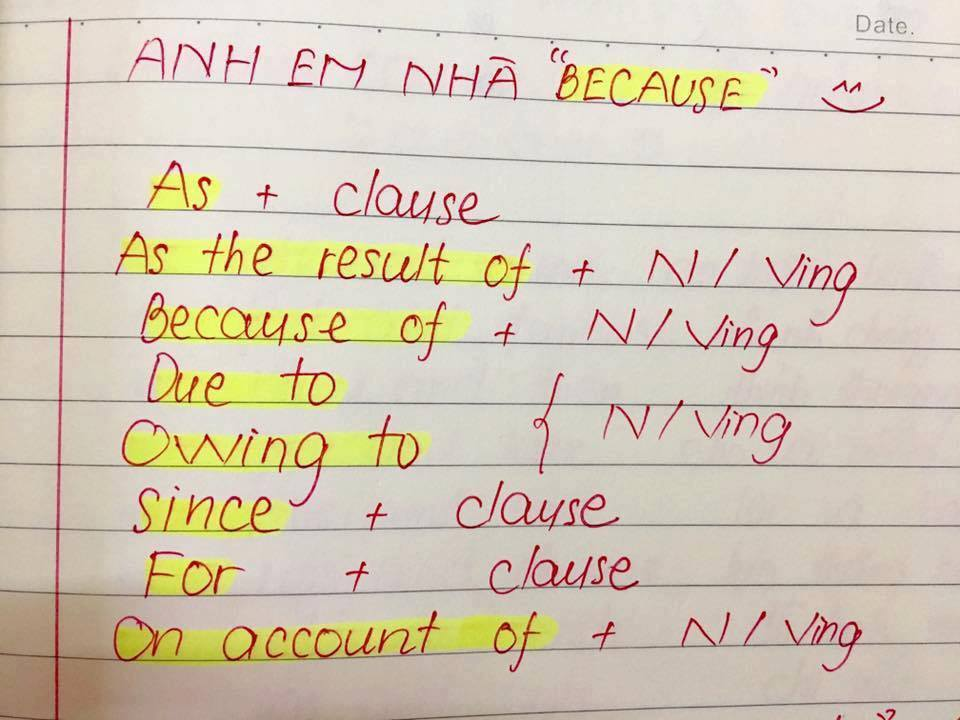 Date.
ANH EM NHÀ "BECAUSE"
As + clause
As the result of + N/Ving
Because of + N/Ving
Due to
Owing to { N/Ving
since + clause
For + clause
On account of + N/Ving